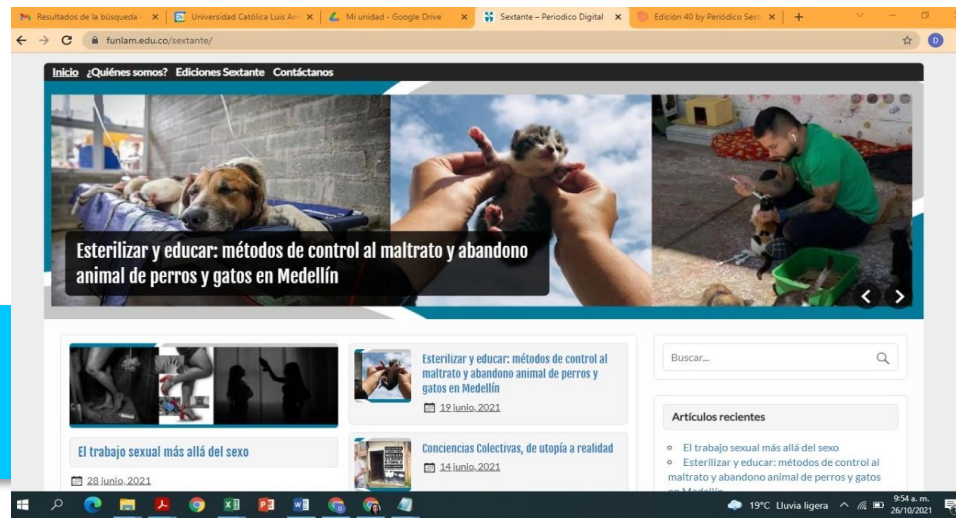 Resultados de la búsqueda -
Universidad Católica Luis Am
Mi unidad - Google Drive
Sextante – Periodico Digital
Edición 40 by Periódico Sext
funlam.edu.co/sextante/
D
Inicio ¿Quiénes somos? Ediciones Sextante Contáctanos
Esterilizar y educar: métodos de control al maltrato y abandono
animal de perros y gatos en Medellín
El trabajo sexual más allá del sexo
28 junio, 2021
Esterilizar y educar: métodos de control al
maltrato y abandono animal de perros y
gatos en Medellín
19 junio, 2021
Conciencias Colectivas, de utopía a realidad
14 junio, 2021
Buscar...
Artículos recientes
El trabajo sexual más allá del sexo
Esterilizar y educar: métodos de control al
maltrato y abandono animal de perros y gatos
en Medellín
19°C Lluvia ligera
9:54 a. m.
26/10/2021